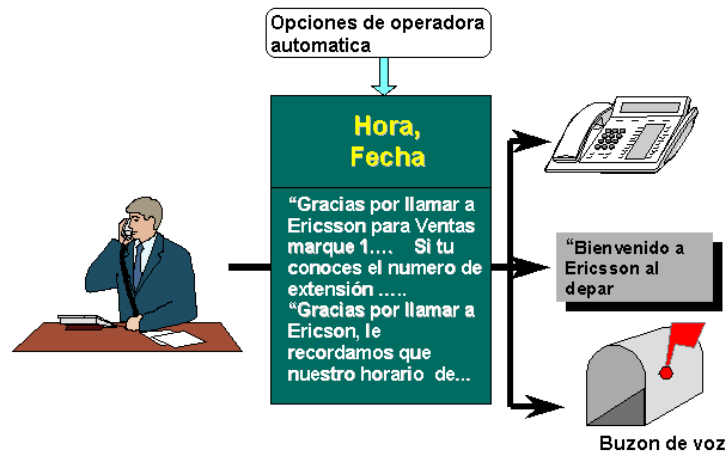 Opciones de operadora
automatica
Hora,
Fecha
“Gracias por llamar a
Ericsson para Ventas
marque 1.... Si tu
conoces el numero de
extensión .....
“Gracias por llamar a
Ericson, le
recordamos que
nuestro horario de...
“Bienvenido a
Ericsson al
depar
Buzon de voz